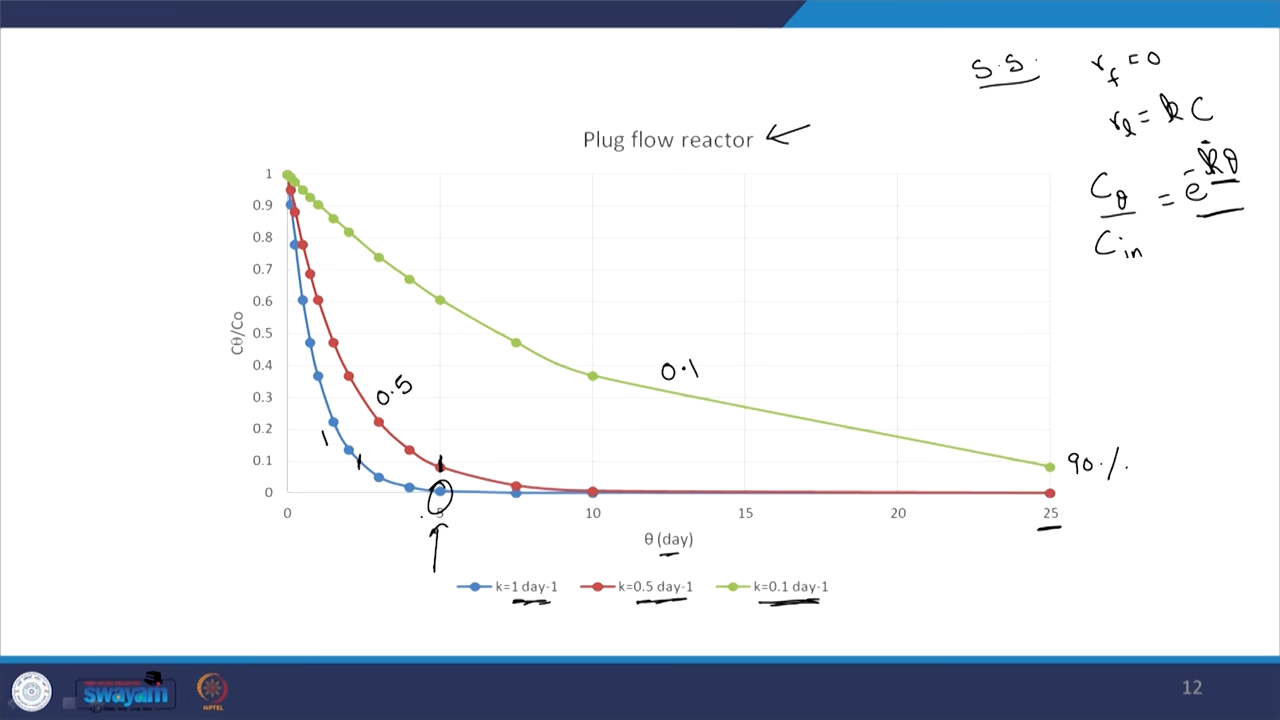 S.S. r_f = 0
r_l = kC
C_θ / C_in = e^-kθ
Plug flow reactor
1
0.9
0.8
0.7
0.6
0.5
0.4
0.3
0.2
0.1
0
Cθ/Co
0.5
0.1
1
1
90%
0 5 10 15 20 25
θ (day)
k=1 day-1 k=0.5 day-1 k=0.1 day-1
swayam
NPTEL
12